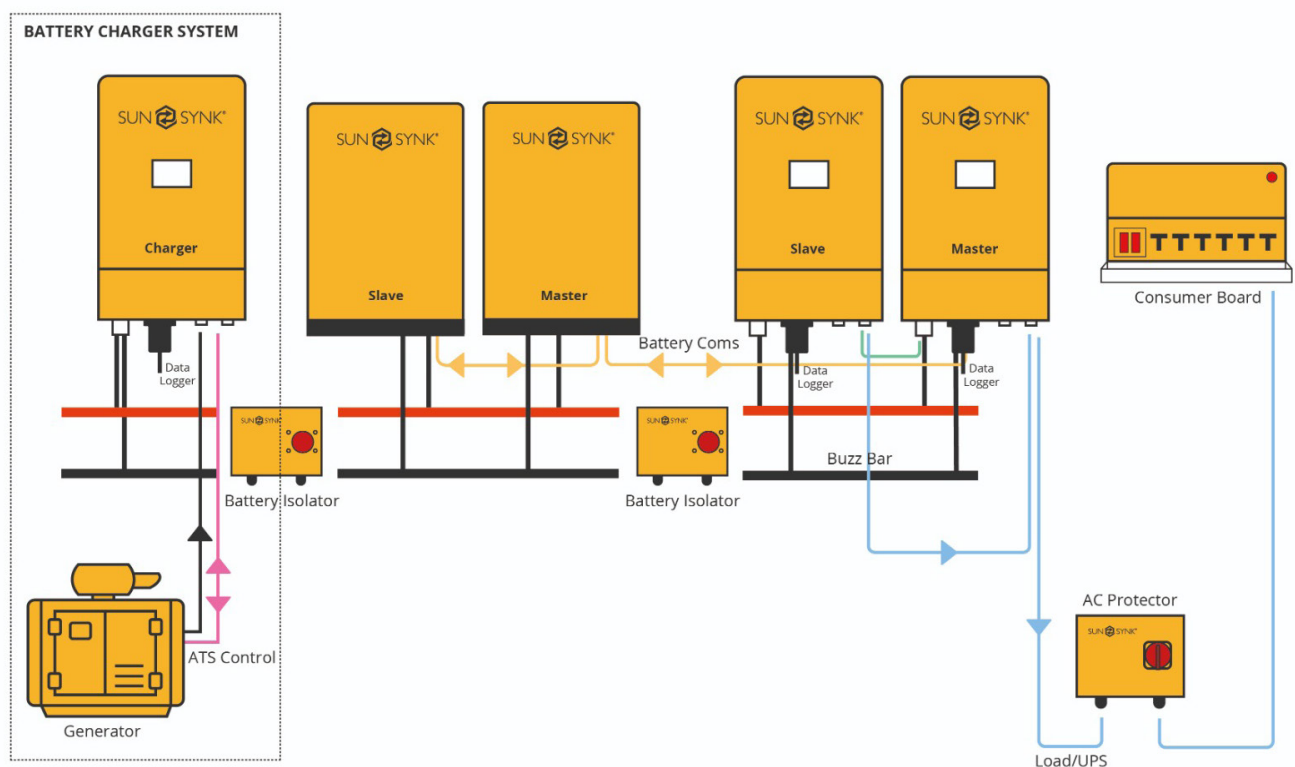 BATTERY CHARGER SYSTEM
SUN SYNK®
Charger
Data
Logger
SUN SYNK®
Slave
SUN SYNK®
Master
SUN SYNK®
Slave
SUN SYNK®
Master
Battery Coms
Data
Logger
Data
Logger
Consumer Board
SUN SYNK®
Battery Isolator
SUN SYNK®
Battery Isolator
Buzz Bar
ATS Control
Generator
AC Protector
SUN SYNK®
Load/UPS